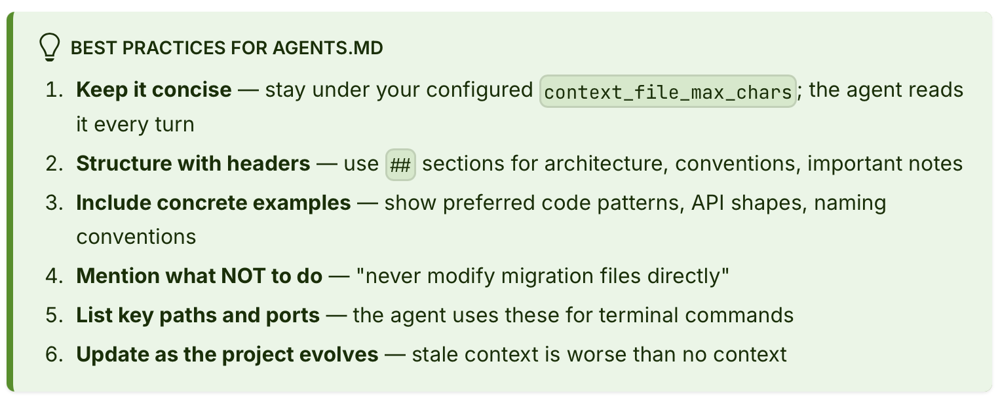 BEST PRACTICES FOR AGENTS.MD
1. Keep it concise — stay under your configured context_file_max_chars; the agent reads
it every turn
2. Structure with headers — use ## sections for architecture, conventions, important notes
3. Include concrete examples — show preferred code patterns, API shapes, naming
conventions
4. Mention what NOT to do — "never modify migration files directly"
5. List key paths and ports — the agent uses these for terminal commands
6. Update as the project evolves — stale context is worse than no context